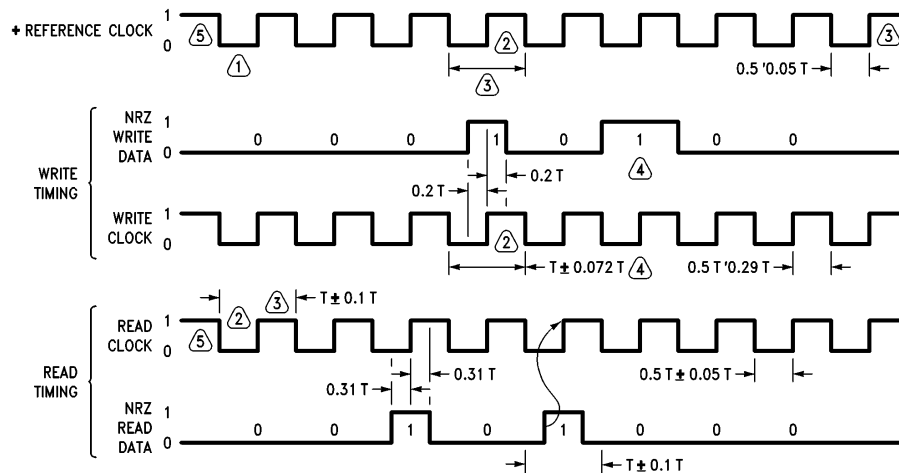 1
+ REFERENCE CLOCK
0
5
1
2
3
3
0.5 '0.05 T
WRITE TIMING
NRZ WRITE DATA
1
0
0 0 0 1 0 1 0 0
4
0.2 T
0.2 T
WRITE CLOCK
1
0
2
T ± 0.072 T
4
0.5 T'0.29 T
READ TIMING
T ± 0.1 T
READ CLOCK
1
0
5
2
3
0.31 T
0.31 T
0.5 T ± 0.05 T
NRZ READ DATA
1
0
0 0 1 0 1 0 0 0
T ± 0.1 T